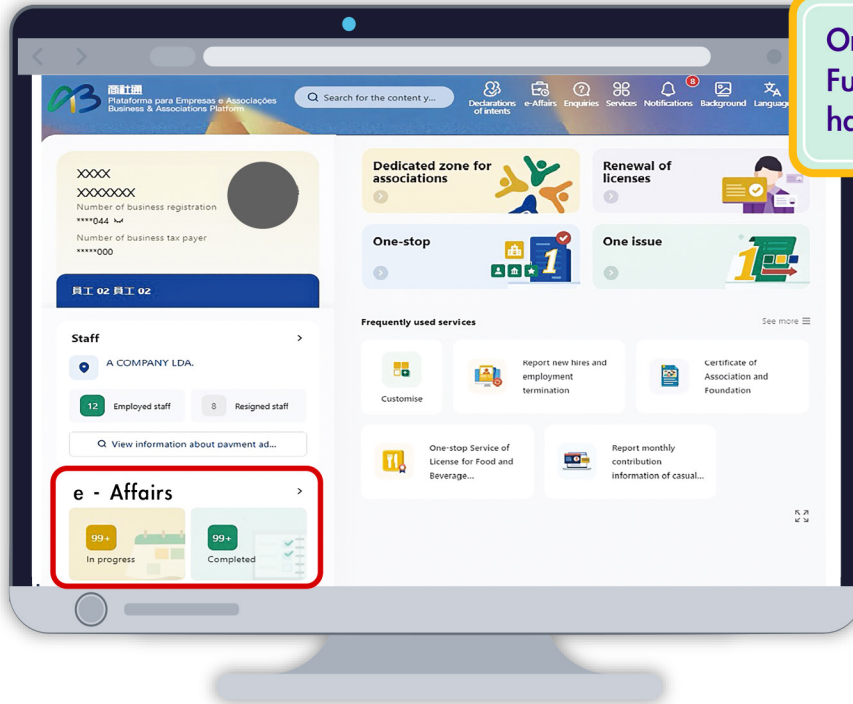 商社通
Plataforma para Empresas e Associações
Business & Associations Platform
Search for the content y...
Declarations of intents
e-Affairs
Enquiries
Services
8
Notifications
Background
Language
XXXX
XXXXXXX
Number of business registration
****044
Number of business tax payer
*****000
員工 02 員工 02
Staff
A COMPANY LDA.
12 Employed staff
8 Resigned staff
View information about payment ad...
e - Affairs
99+
In progress
99+
Completed
Dedicated zone for
associations
Renewal of
licenses
One-stop
1
One issue
1
Frequently used services
See more
Customise
Report new hires and
employment
termination
Certificate of
Association and
Foundation
One-stop Service of
License for Food and
Beverage...
Report monthly
contribution
information of casual...